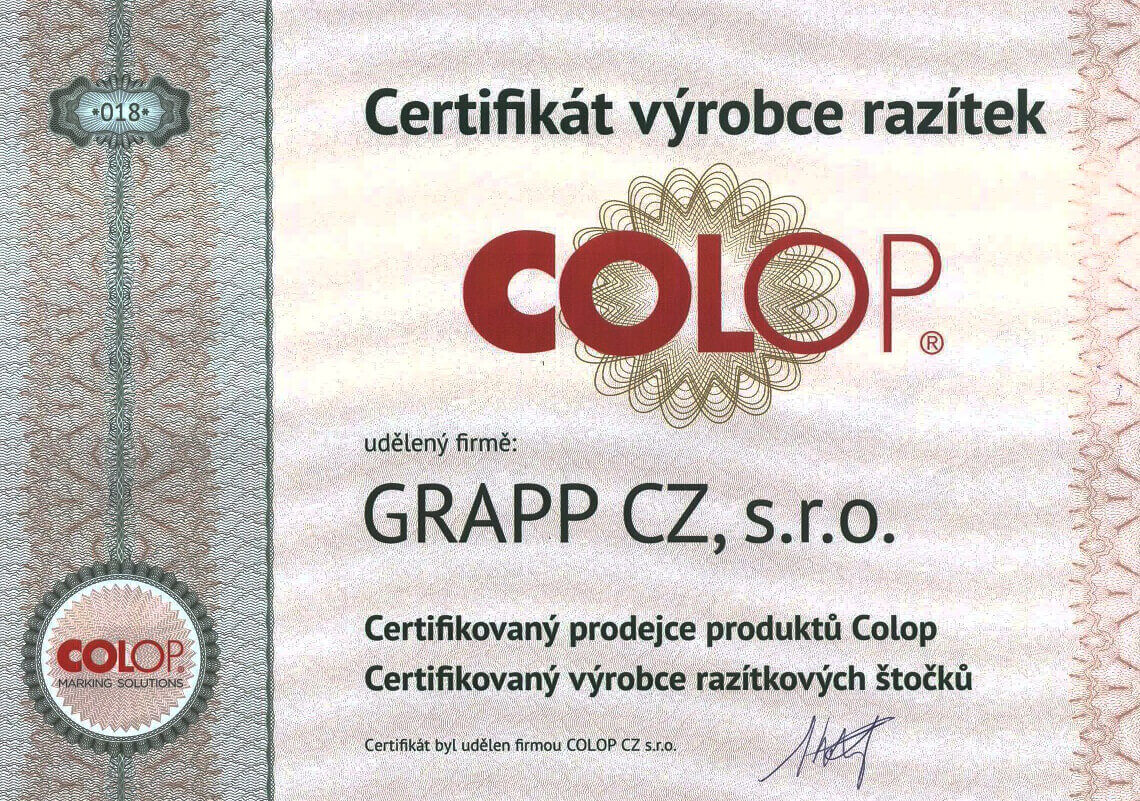 *018*
Certifikát výrobce razítek
COLOP®
udělený firmě:
GRAPP CZ, s.r.o.
Certifikovaný prodejce produktů Colop
Certifikovaný výrobce razítkových štočků
Certifikát byl udělen firmou COLOP CZ s.r.o.
COLOP®
MARKING SOLUTIONS